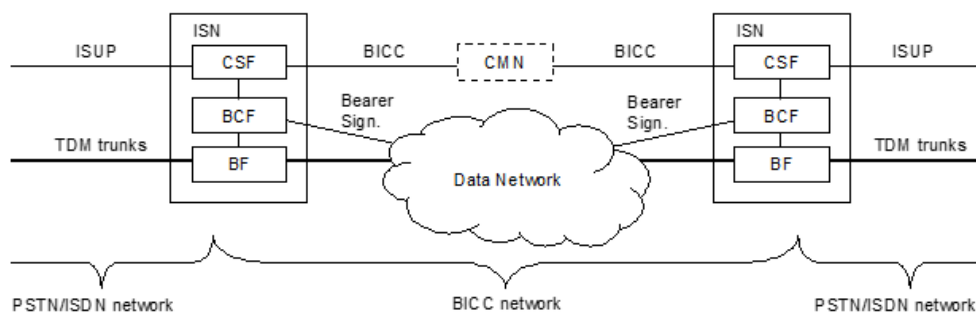 ISN
ISN
ISUP
CSF
BICC
CMN
BICC
CSF
ISUP
BCF
Bearer
Sign.
Bearer
Sign.
BCF
TDM trunks
BF
Data Network
BF
TDM trunks
PSTN/ISDN network
BICC network
PSTN/ISDN network